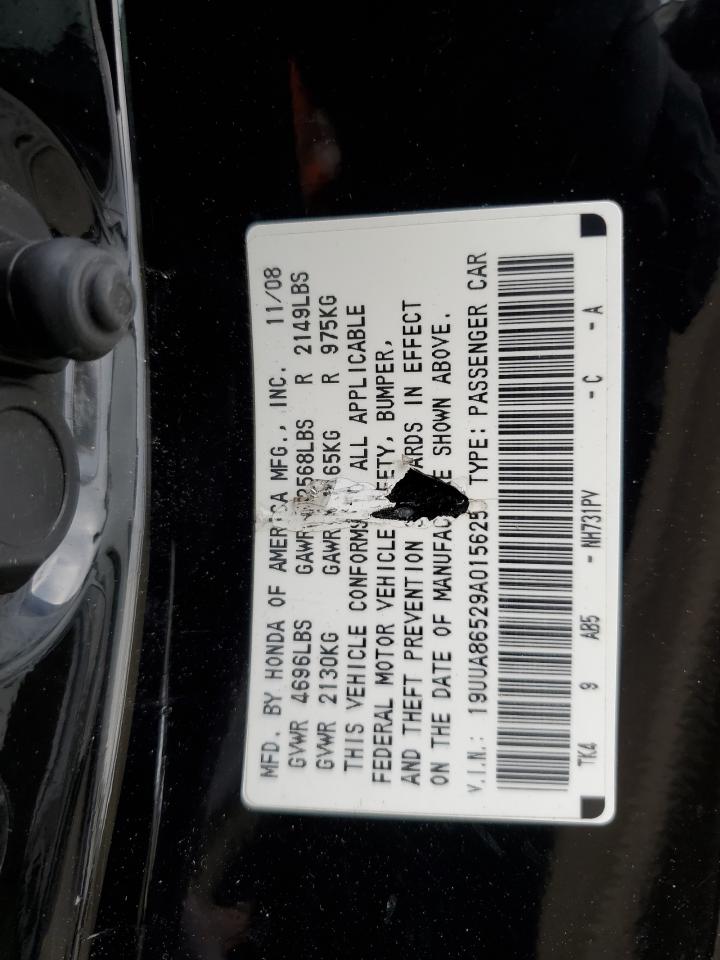 MFD. BY HONDA OF AMERICA MFG., INC. 11/08
GVWR 4696LBS GAWR 2568LBS R 2149LBS
GVWR 2130KG GAWR 65KG R 975KG
THIS VEHICLE CONFORMS ALL APPLICABLE
FEDERAL MOTOR VEHICLE FETY, BUMPER,
AND THEFT PREVENTION ARDS IN EFFECT
ON THE DATE OF MANUFAC E SHOWN ABOVE.
V.I.N.: 19UUA86529A015625 TYPE: PASSENGER CAR
TK4 9 AB5 - NH731PV - C - A